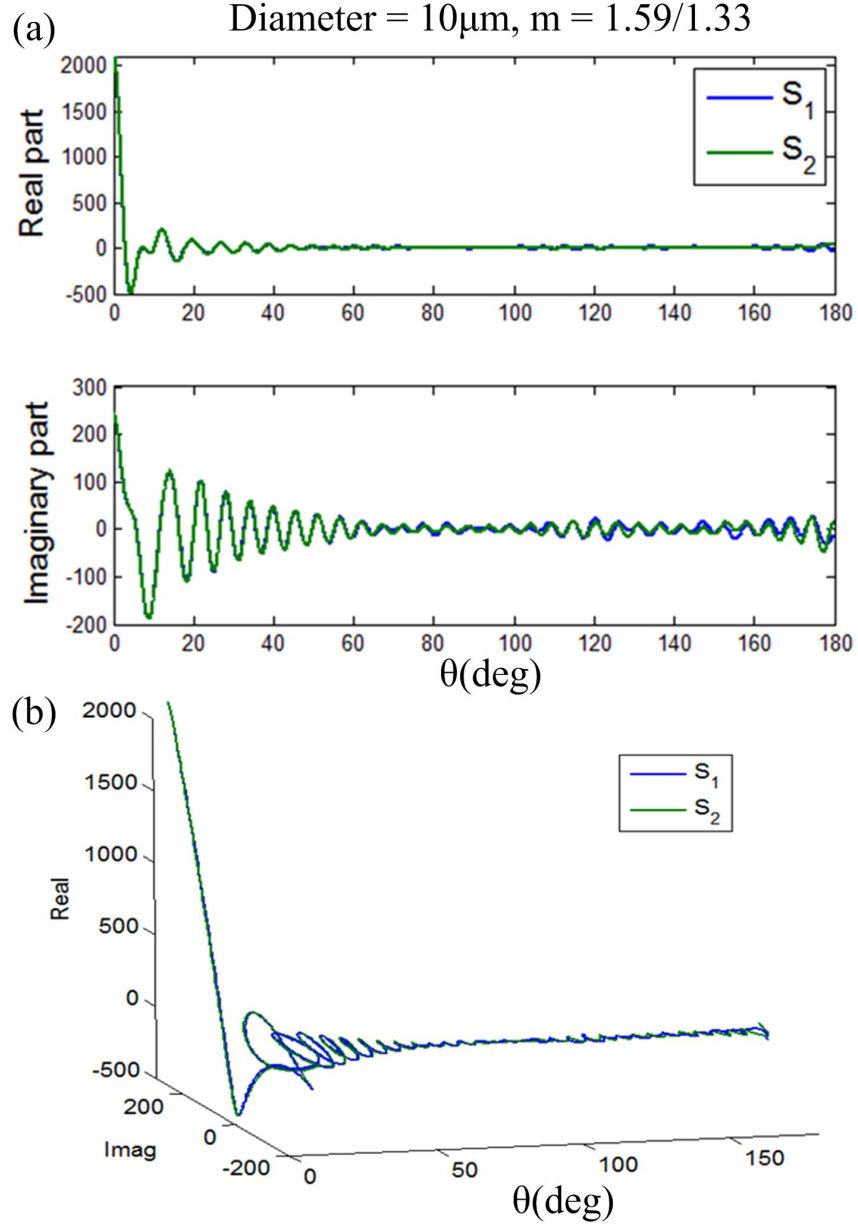 (a)
Diameter = 10μm, m = 1.59/1.33
Real part
2000
1500
1000
500
0
-500
S1
S2
0 20 40 60 80 100 120 140 160 180
Imaginary part
300
200
100
0
-100
-200
0 20 40 60 80 100 120 140 160 180
θ(deg)
(b)
Real
2000
1500
1000
500
0
-500
S1
S2
200
0
-200
Imag
0 50 100 150
θ(deg)